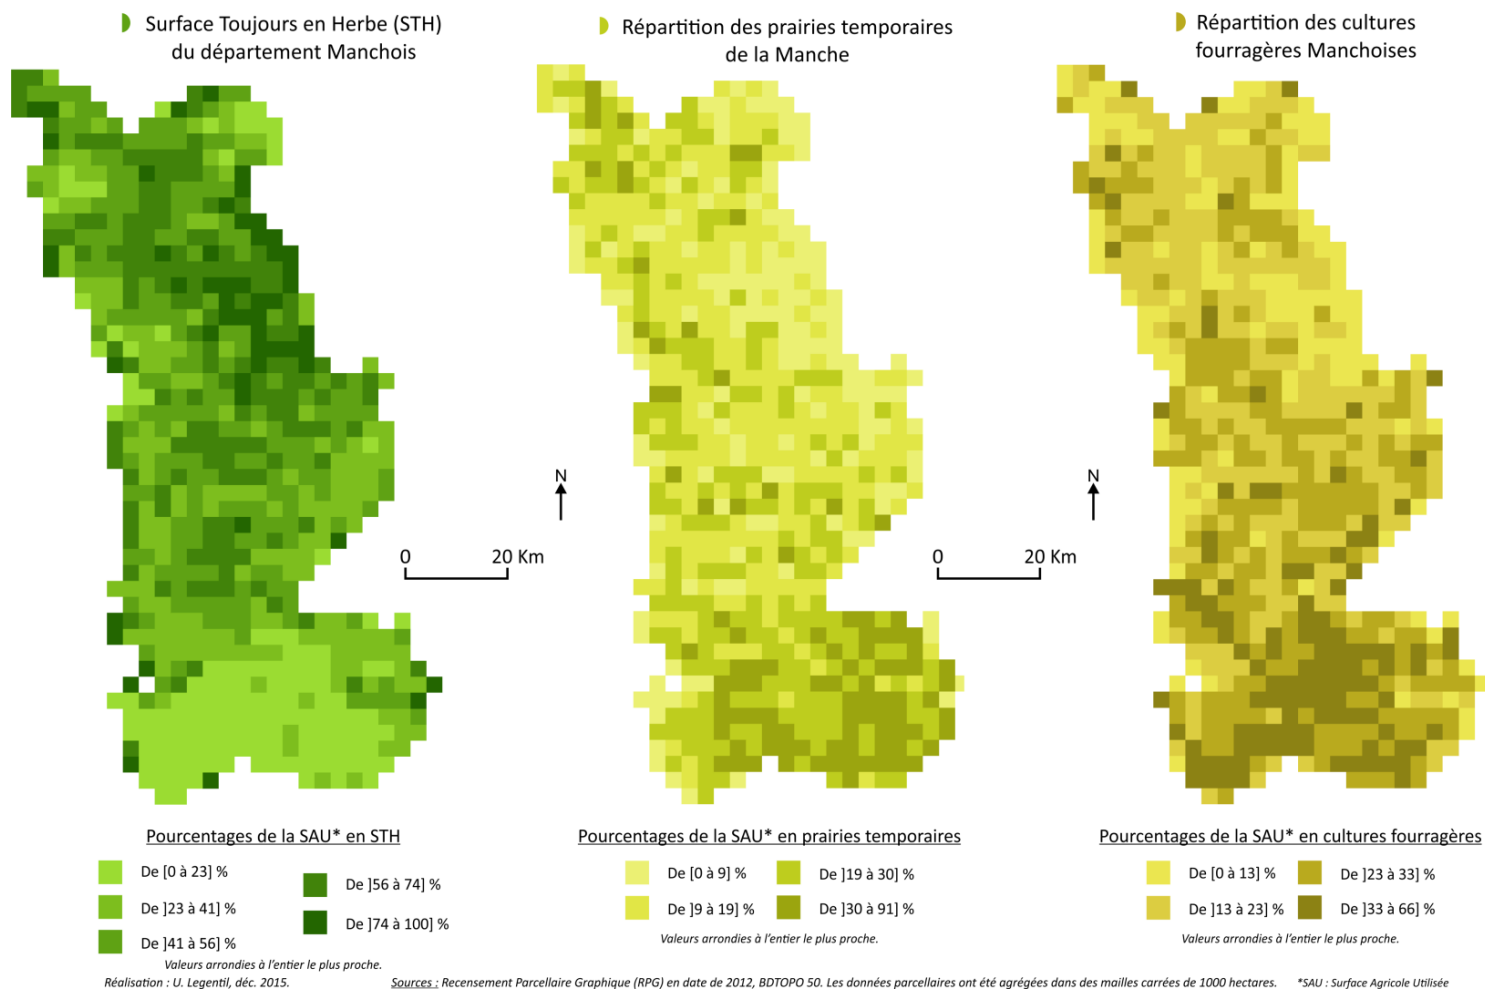 Surface Toujours en Herbe (STH)
du département Manchois
Répartition des prairies temporaires
de la Manche
Répartition des cultures
fourragères Manchoises
N
0 20 Km
N
0 20 Km
Pourcentages de la SAU* en STH
De [0 à 23] %
De ]23 à 41] %
De ]41 à 56] %
De ]56 à 74] %
De ]74 à 100] %
Valeurs arrondies à l'entier le plus proche.
Pourcentages de la SAU* en prairies temporaires
De [0 à 9] %
De ]9 à 19] %
De ]19 à 30] %
De ]30 à 91] %
Valeurs arrondies à l'entier le plus proche.
Pourcentages de la SAU* en cultures fourragères
De [0 à 13] %
De ]13 à 23] %
De ]23 à 33] %
De ]33 à 66] %
Valeurs arrondies à l'entier le plus proche.
Réalisation : U. Legentil, déc. 2015.
Sources : Recensement Parcellaire Graphique (RPG) en date de 2012, BDTOPO 50. Les données parcellaires ont été agrégées dans des mailles carrées de 1000 hectares.
*SAU : Surface Agricole Utilisée